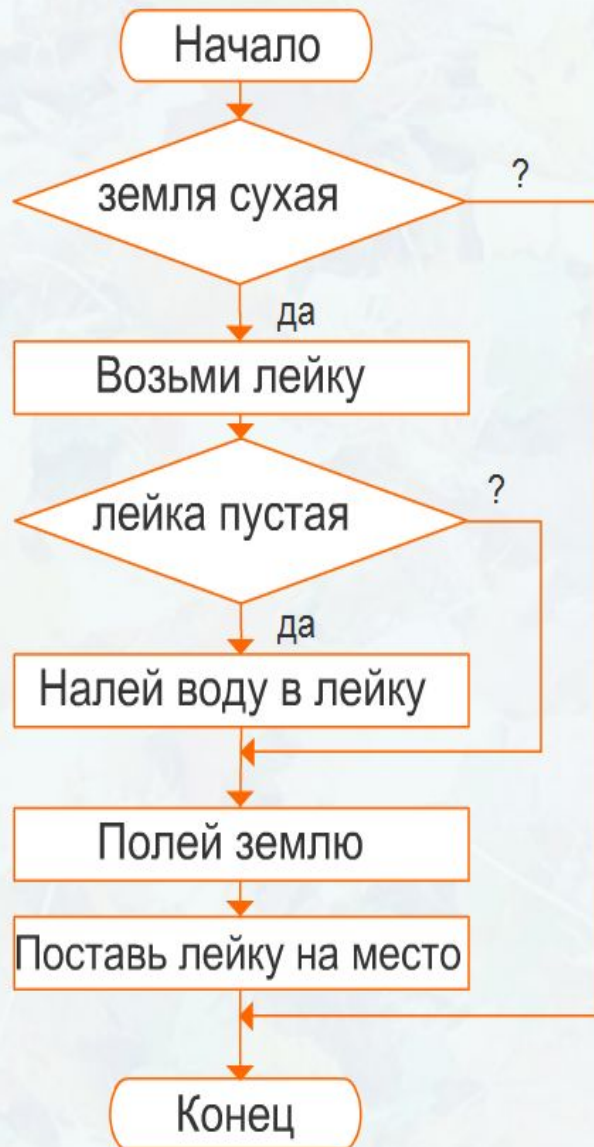 Начало
земля сухая
?
да
Возьми лейку
лейка пустая
?
да
Налей воду в лейку
Полей землю
Поставь лейку на место
Конец